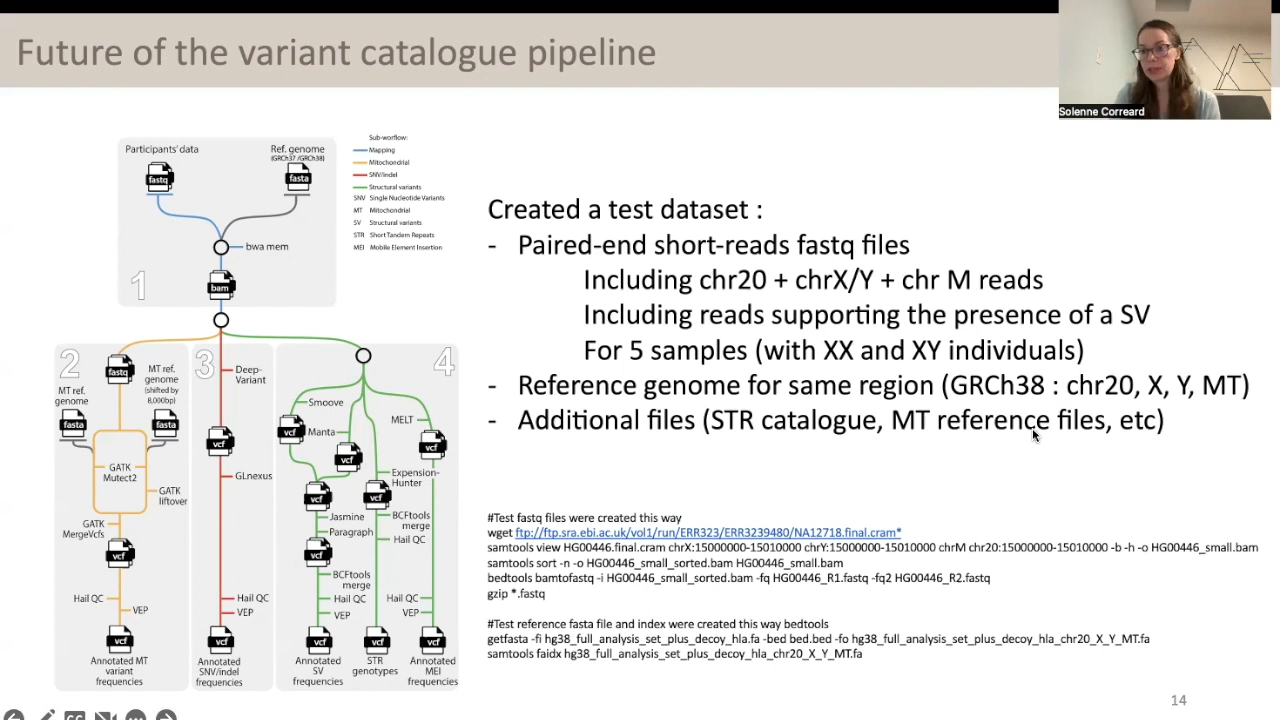 Future of the variant catalogue pipeline
Solenne Correard
Participants' data
Ref. genome
(GRCh37 /GRCh38)
fastq
fasta
bwa mem
1
bam
Sub-worflow:
Mapping
Mitochondrial
SNV/indel
Structural variants
SNV Single Nucleotide Variants
MT Mitochondrial
SV Structural variants
STR Short Tandem Repeats
MEI Mobile Element Insertion
2
fastq
MT ref.
genome
MT ref.
genome
(shifted by
8,000bp)
fasta
fasta
GATK
Mutect2
GATK
liftover
GATK
MergeVcfs
vcf
Hail QC
VEP
vcf
Annotated MT
variant
frequencies
3
Deep-
Variant
vcf
GLnexus
Hail QC
VEP
vcf
Annotated
SNV/indel
frequencies
4
Smoove
vcf
Manta
vcf
MELT
vcf
Expension-
Hunter
vcf
vcf
Jasmine
Paragraph
BCFtools
merge
Hail QC
vcf
BCFtools
merge
Hail QC
VEP
Hail QC
VEP
vcf
vcf
vcf
Annotated
SV
frequencies
STR
genotypes
Annotated
MEI
frequencies
Created a test dataset :
- Paired-end short-reads fastq files
Including chr20 + chrX/Y + chr M reads
Including reads supporting the presence of a SV
For 5 samples (with XX and XY individuals)
- Reference genome for same region (GRCh38 : chr20, X, Y, MT)
- Additional files (STR catalogue, MT reference files, etc)
#Test fastq files were created this way
wget ftp://ftp.sra.ebi.ac.uk/vol1/run/ERR323/ERR3239480/NA12718.final.cram*
samtools view HG00446.final.cram chrX:15000000-15010000 chrY:15000000-15010000 chrM chr20:15000000-15010000 -b -h -o HG00446_small.bam
samtools sort -n -o HG00446_small_sorted.bam HG00446_small.bam
bedtools bamtofastq -i HG00446_small_sorted.bam -fq HG00446_R1.fastq -fq2 HG00446_R2.fastq
gzip *.fastq
#Test reference fasta file and index were created this way bedtools
getfasta -fi hg38_full_analysis_set_plus_decoy_hla.fa -bed bed.bed -fo hg38_full_analysis_set_plus_decoy_hla_chr20_X_Y_MT.fa
samtools faidx hg38_full_analysis_set_plus_decoy_hla_chr20_X_Y_MT.fa
14